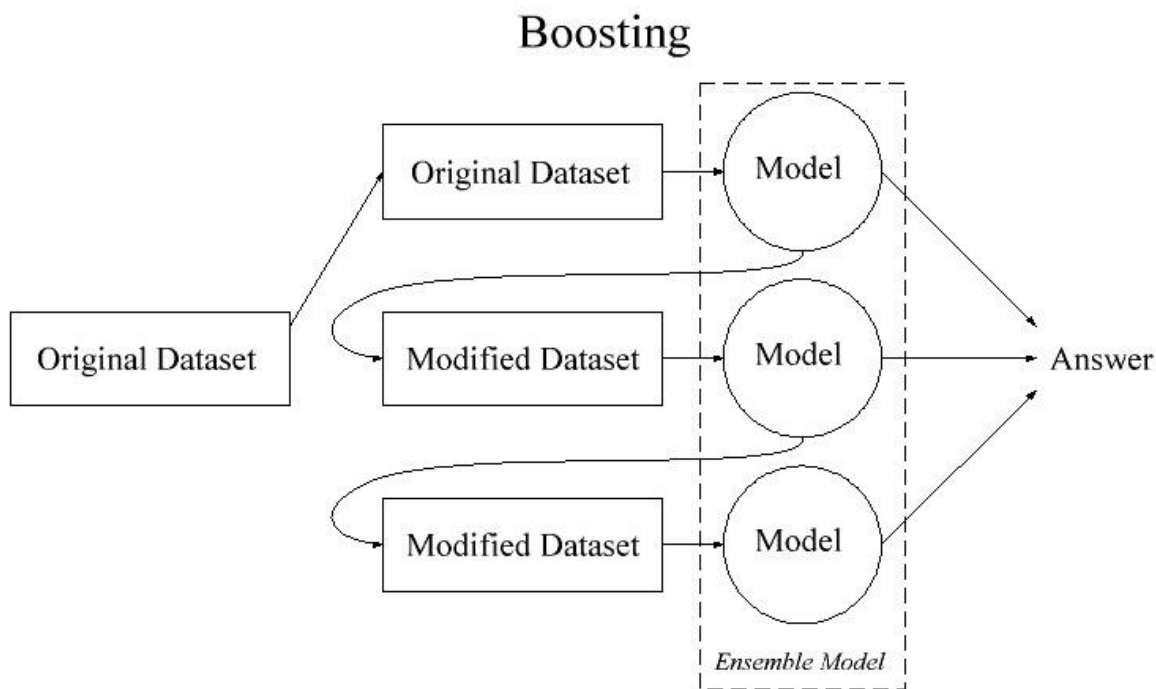 Boosting
Original Dataset
Model
Original Dataset
Modified Dataset
Model
Answer
Modified Dataset
Model
Ensemble Model